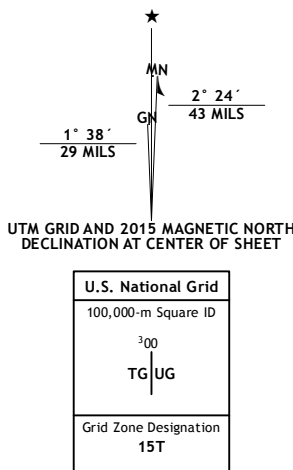 ★
MN
GN
2° 24´
43 MILS
1° 38´
29 MILS
UTM GRID AND 2015 MAGNETIC NORTH
DECLINATION AT CENTER OF SHEET
U.S. National Grid
100,000-m Square ID
³00
TG UG
Grid Zone Designation
15T